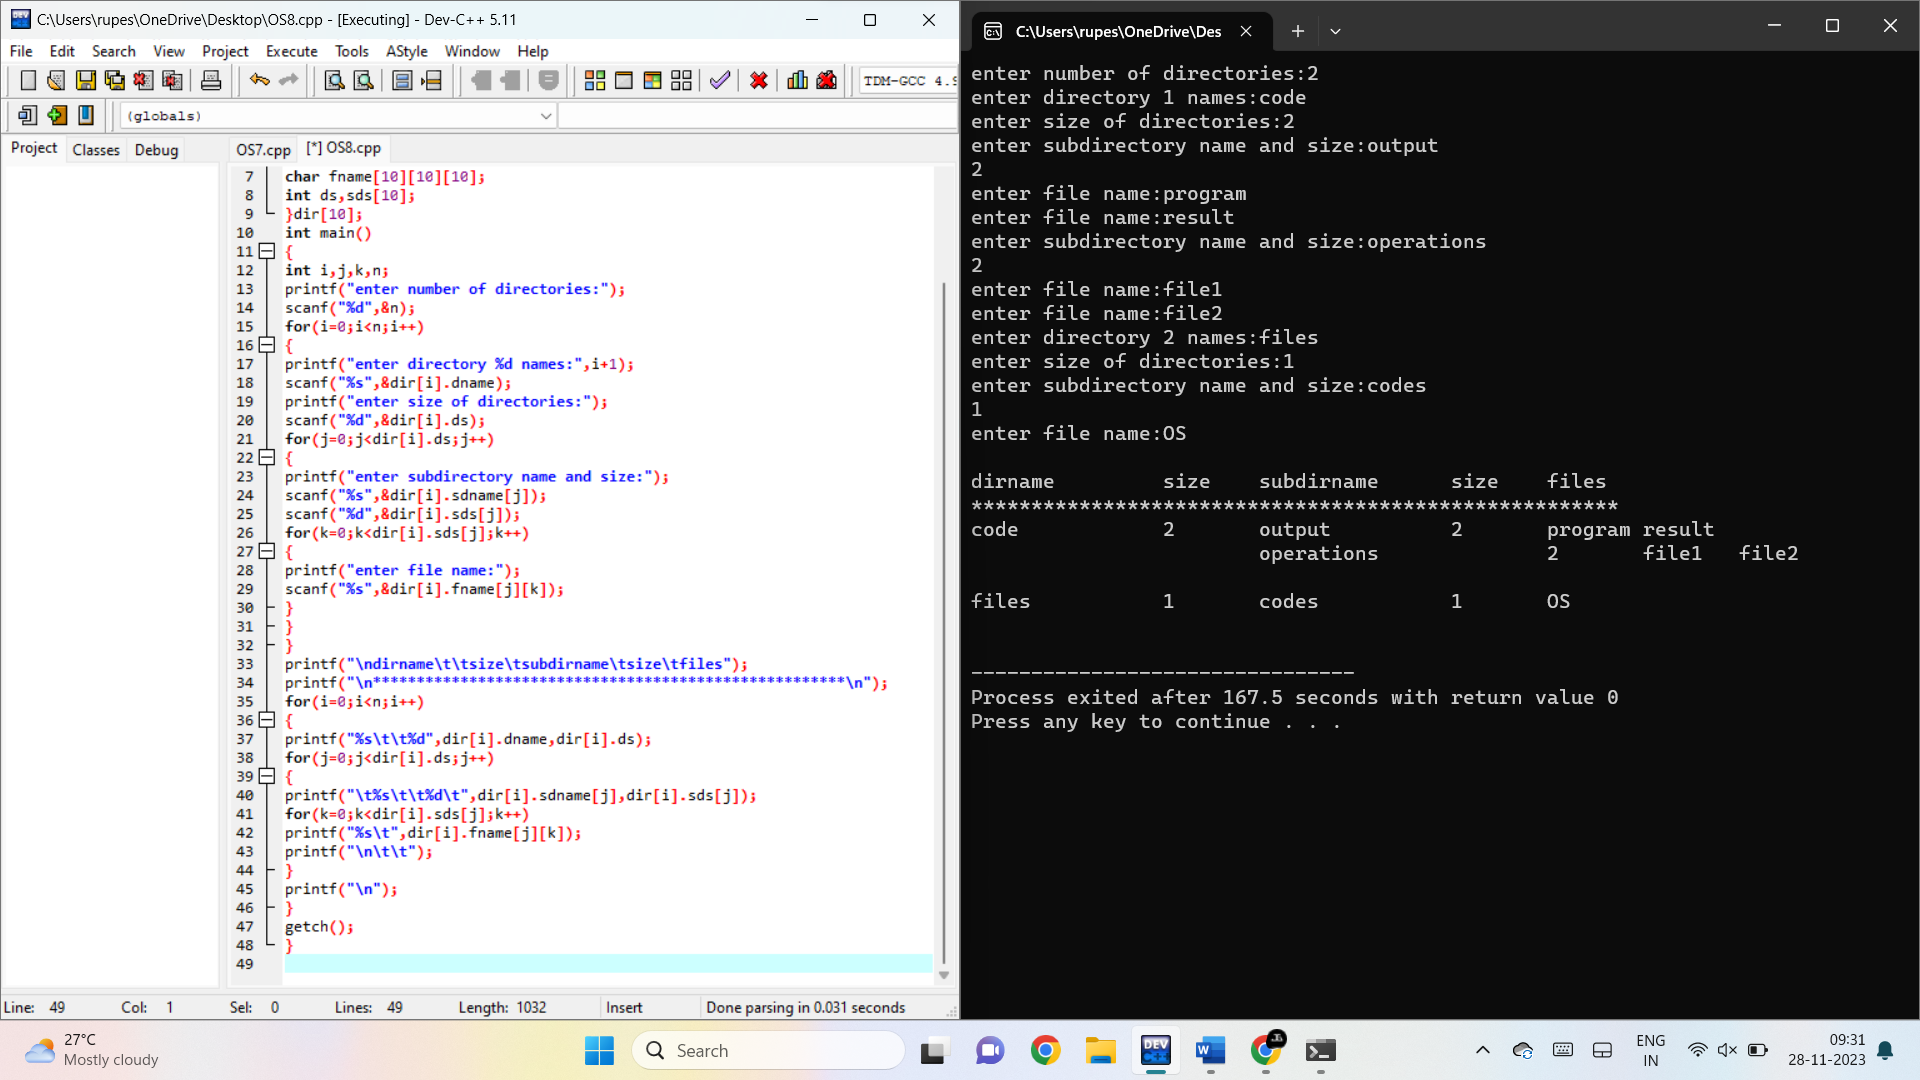 C:\Users\rupes\OneDrive\Desktop\OS8.cpp - [Executing] - Dev-C++ 5.11
File Edit Search View Project Execute Tools AStyle Window Help
TDM-GCC 4.9
(globals)
Project Classes Debug
OS7.cpp [*] OS8.cpp
7 char fname[10][10][10];
8 int ds,sds[10];
9 }dir[10];
10 int main()
11 {
12 int i,j,k,n;
13 printf("enter number of directories:");
14 scanf("%d",&n);
15 for(i=0;i<n;i++)
16 {
17 printf("enter directory %d names:",i+1);
18 scanf("%s",&dir[i].dname);
19 printf("enter size of directories:");
20 scanf("%d",&dir[i].ds);
21 for(j=0;j<dir[i].ds;j++)
22 {
23 printf("enter subdirectory name and size:");
24 scanf("%s",&dir[i].sdname[j]);
25 scanf("%d",&dir[i].sds[j]);
26 for(k=0;k<dir[i].sds[j];k++)
27 {
28 printf("enter file name:");
29 scanf("%s",&dir[i].fname[j][k]);
30 }
31 }
32 }
33 printf("\ndirname\t\tsize\tsubdirname\tsize\tfiles");
34 printf("\n******************************************************\n");
35 for(i=0;i<n;i++)
36 {
37 printf("%s\t\t%d",dir[i].dname,dir[i].ds);
38 for(j=0;j<dir[i].ds;j++)
39 {
40 printf("\t%s\t\t%d\t",dir[i].sdname[j],dir[i].sds[j]);
41 for(k=0;k<dir[i].sds[j];k++)
42 printf("%s\t",dir[i].fname[j][k]);
43 printf("\n\t\t");
44 }
45 printf("\n");
46 }
47 getch();
48 }
49
Line: 49 Col: 1 Sel: 0 Lines: 49 Length: 1032 Insert Done parsing in 0.031 seconds
C:\Users\rupes\OneDrive\Des
enter number of directories:2
enter directory 1 names:code
enter size of directories:2
enter subdirectory name and size:output
2
enter file name:program
enter file name:result
enter subdirectory name and size:operations
2
enter file name:file1
enter file name:file2
enter directory 2 names:files
enter size of directories:1
enter subdirectory name and size:codes
1
enter file name:OS
dirname size subdirname size files
******************************************************
code 2 output 2 program result
operations 2 file1 file2
files 1 codes 1 OS
--------------------------------
Process exited after 167.5 seconds with return value 0
Press any key to continue . . .
27°C
Mostly cloudy
Search
DEV
ENG
IN
09:31
28-11-2023